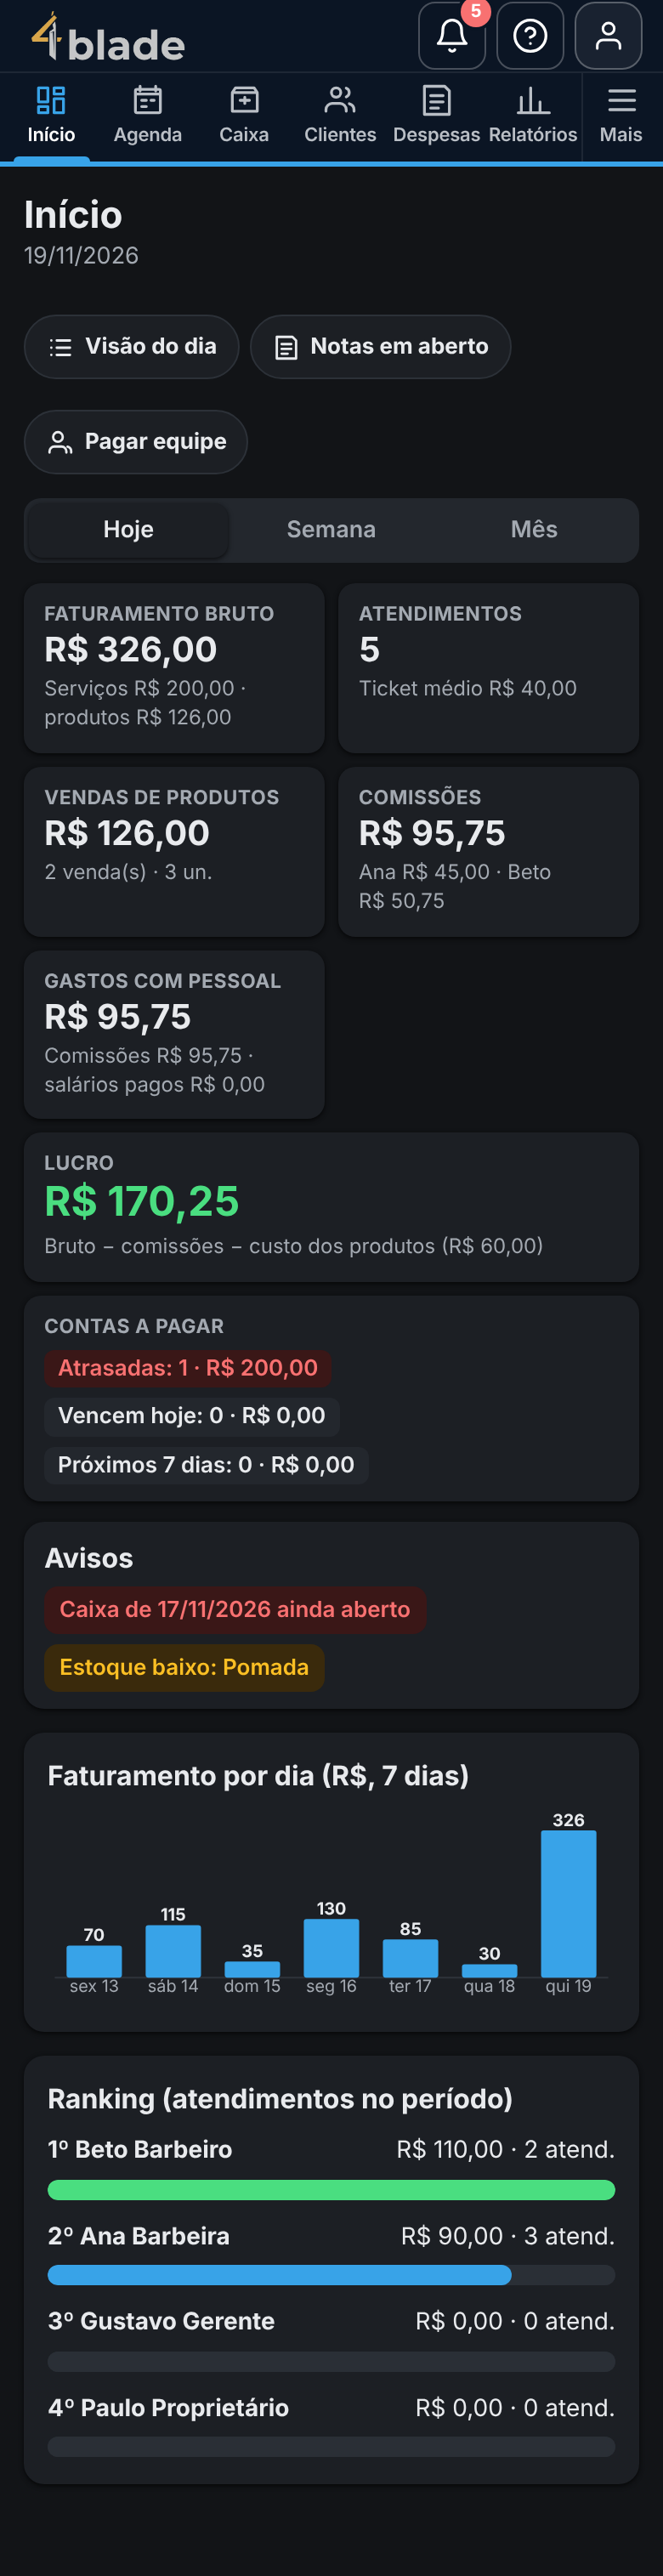 4blade
5
Início
Agenda
Caixa
Clientes
Despesas
Relatórios
Mais
Início
19/11/2026
Visão do dia
Notas em aberto
Pagar equipe
Hoje
Semana
Mês
FATURAMENTO BRUTO
R$ 326,00
Serviços R$ 200,00 ·
produtos R$ 126,00
ATENDIMENTOS
5
Ticket médio R$ 40,00
VENDAS DE PRODUTOS
R$ 126,00
2 venda(s) · 3 un.
COMISSÕES
R$ 95,75
Ana R$ 45,00 · Beto
R$ 50,75
GASTOS COM PESSOAL
R$ 95,75
Comissões R$ 95,75 ·
salários pagos R$ 0,00
LUCRO
R$ 170,25
Bruto − comissões − custo dos produtos (R$ 60,00)
CONTAS A PAGAR
Atrasadas: 1 · R$ 200,00
Vencem hoje: 0 · R$ 0,00
Próximos 7 dias: 0 · R$ 0,00
Avisos
Caixa de 17/11/2026 ainda aberto
Estoque baixo: Pomada
Faturamento por dia (R$, 7 dias)
70
115
35
130
85
30
326
sex 13
sáb 14
dom 15
seg 16
ter 17
qua 18
qui 19
Ranking (atendimentos no período)
1º Beto Barbeiro
R$ 110,00 · 2 atend.
2º Ana Barbeira
R$ 90,00 · 3 atend.
3º Gustavo Gerente
R$ 0,00 · 0 atend.
4º Paulo Proprietário
R$ 0,00 · 0 atend.